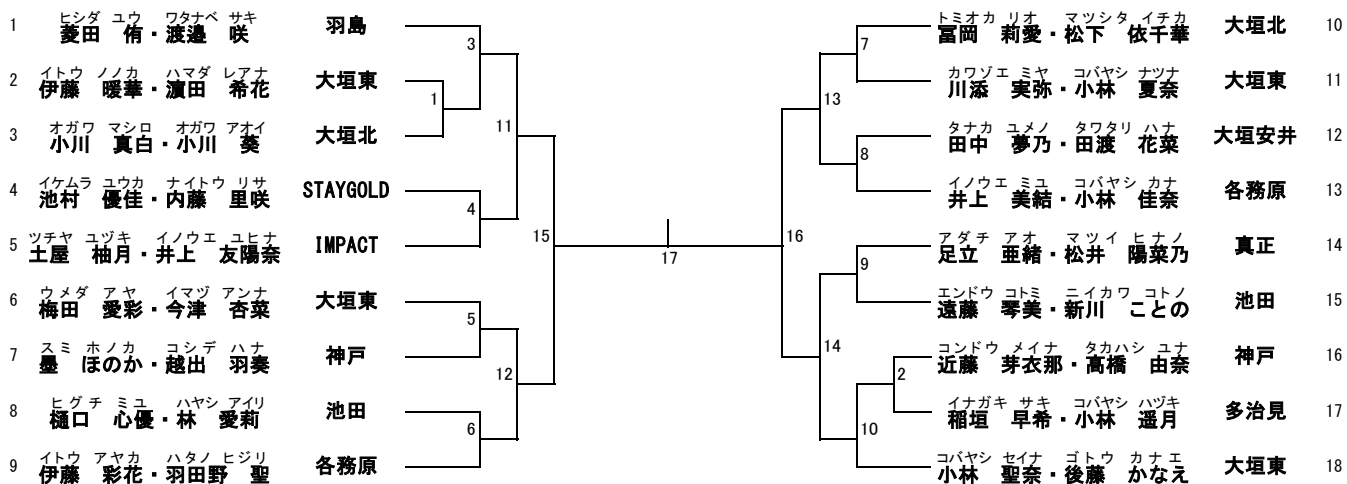 ヒシダ ユウ ワタナベ サキ
1 菱田 侑・渡邉 咲 羽島
イトウ ノノカ ハマダ レアナ
2 伊藤 暖華・濵田 希花 大垣東
オガワ マシロ オガワ アオイ
3 小川 真白・小川 葵 大垣北
イケムラ ユウカ ナイトウ リサ
4 池村 優佳・内藤 里咲 STAYGOLD
ツチヤ ユヅキ イノウエ ユヒナ
5 土屋 柚月・井上 友陽奈 IMPACT
ウメダ アヤ イマヅ アンナ
6 梅田 愛彩・今津 杏菜 大垣東
スミ ホノカ コシデ ハナ
7 墨 ほのか・越出 羽奏 神戸
ヒグチ ミユ ハヤシ アイリ
8 樋口 心優・林 愛莉 池田
イトウ アヤカ ハタノ ヒジリ
9 伊藤 彩花・羽田野 聖 各務原
3
1
11
4
15
5
12
6
17
7
13
8
16
9
14
2
10
トミオカ リオ マツシタ イチカ
冨岡 莉愛・松下 依千華 大垣北 10
カワゾエ ミヤ コバヤシ ナツナ
川添 実弥・小林 夏奈 大垣東 11
タナカ ユメノ タワタリ ハナ
田中 夢乃・田渡 花菜 大垣安井 12
イノウエ ミユ コバヤシ カナ
井上 美結・小林 佳奈 各務原 13
アダチ アオ マツイ ヒナノ
足立 亜緒・松井 陽菜乃 真正 14
エンドウ コトミ ニイカワ コトノ
遠藤 琴美・新川 ことの 池田 15
コンドウ メイナ タカハシ ユナ
近藤 芽衣那・髙橋 由奈 神戸 16
イナガキ サキ コバヤシ ハヅキ
稲垣 早希・小林 遥月 多治見 17
コバヤシ セイナ ゴトウ カナエ
小林 聖奈・後藤 かなえ 大垣東 18